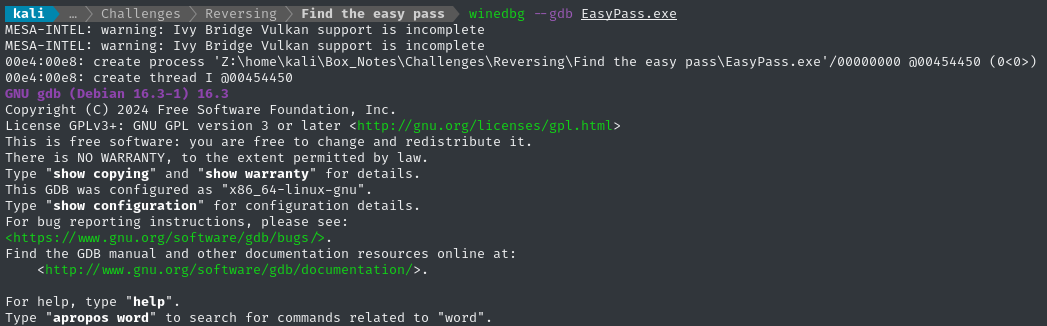 kali … Challenges Reversing Find the easy pass winedbg --gdb EasyPass.exe
MESA-INTEL: warning: Ivy Bridge Vulkan support is incomplete
MESA-INTEL: warning: Ivy Bridge Vulkan support is incomplete
00e4:00e8: create process 'Z:\home\kali\Box_Notes\Challenges\Reversing\Find the easy pass\EasyPass.exe'/00000000 @00454450 (0<0>)
00e4:00e8: create thread I @00454450
GNU gdb (Debian 16.3-1) 16.3
Copyright (C) 2024 Free Software Foundation, Inc.
License GPLv3+: GNU GPL version 3 or later <http://gnu.org/licenses/gpl.html>
This is free software: you are free to change and redistribute it.
There is NO WARRANTY, to the extent permitted by law.
Type "show copying" and "show warranty" for details.
This GDB was configured as "x86_64-linux-gnu".
Type "show configuration" for configuration details.
For bug reporting instructions, please see:
<https://www.gnu.org/software/gdb/bugs/>.
Find the GDB manual and other documentation resources online at:
    <http://www.gnu.org/software/gdb/documentation/>.

For help, type "help".
Type "apropos word" to search for commands related to "word".